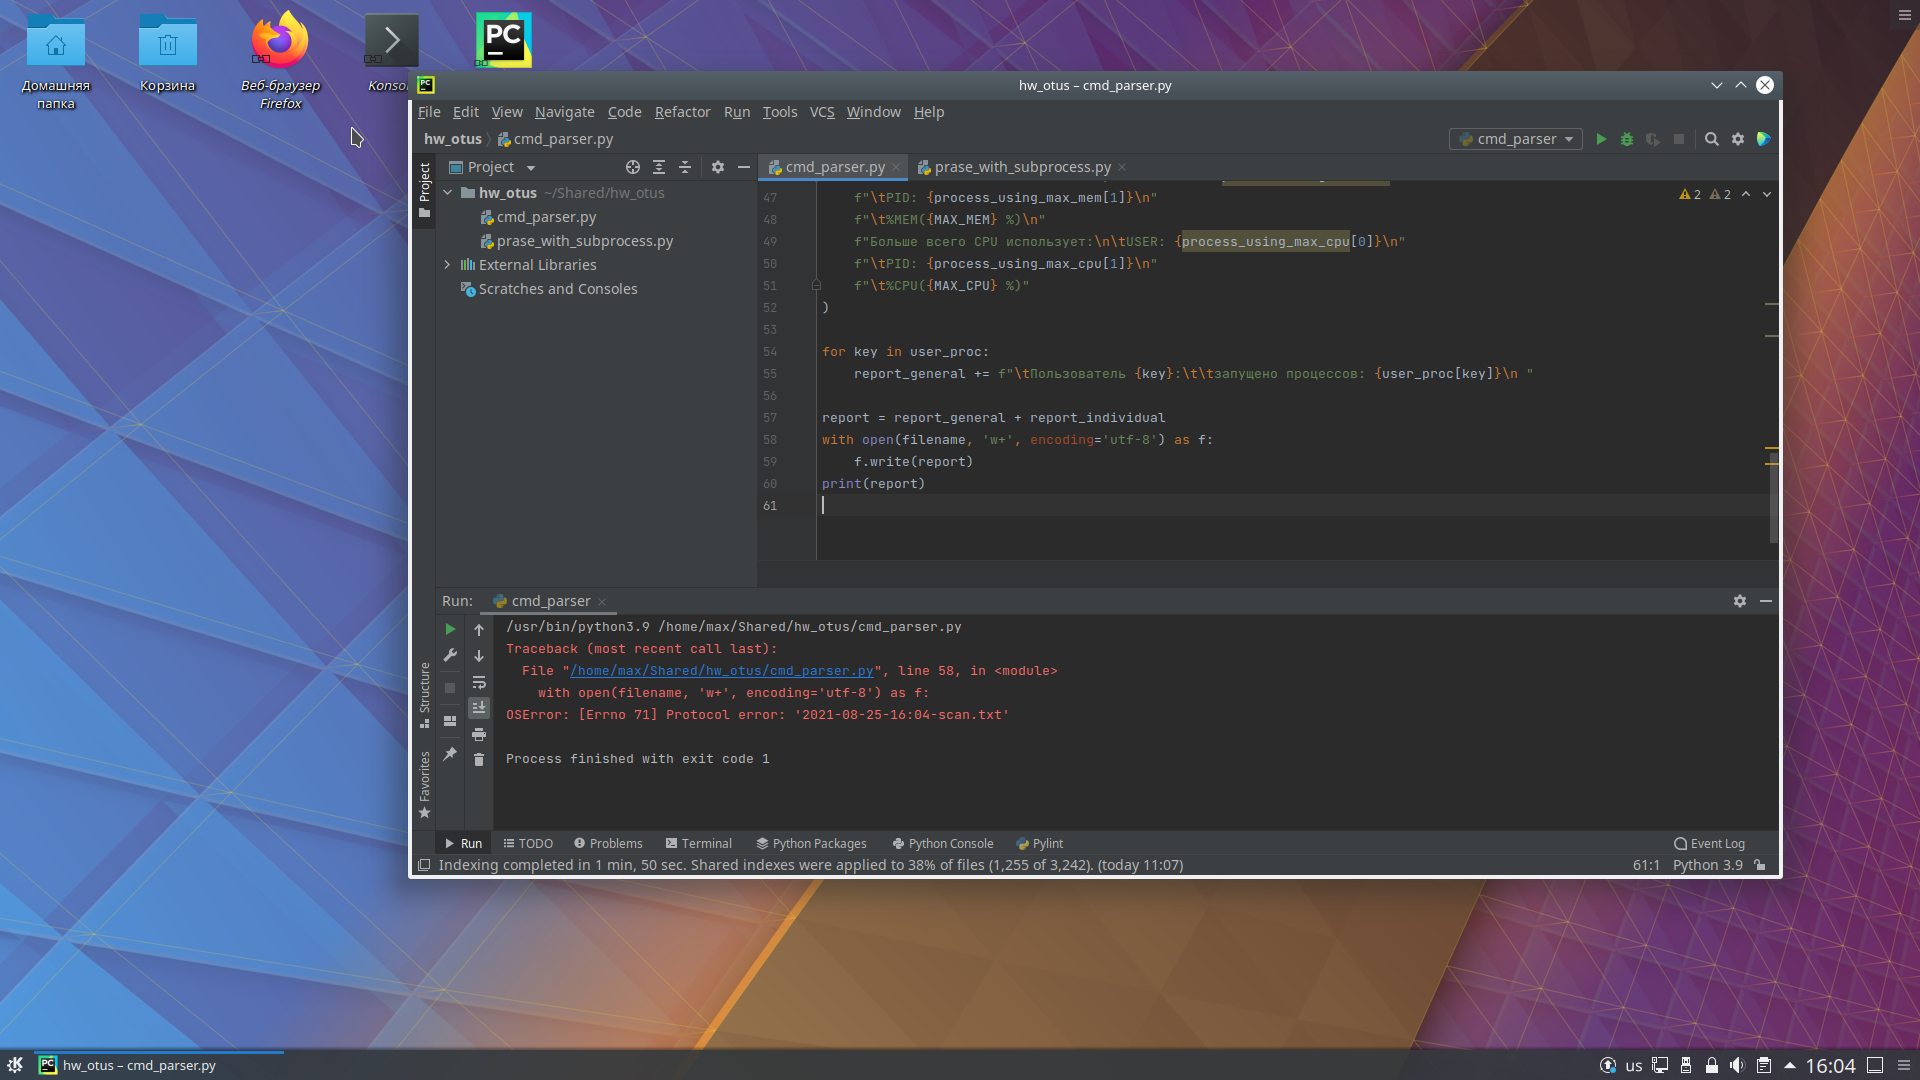 Домашняя папка
Корзина
Веб-браузер Firefox
Konso
PC
hw_otus – cmd_parser.py
File Edit View Navigate Code Refactor Run Tools VCS Window Help
hw_otus cmd_parser.py
cmd_parser
Project
Project
cmd_parser.py
prase_with_subprocess.py
hw_otus ~/Shared/hw_otus
cmd_parser.py
prase_with_subprocess.py
External Libraries
Scratches and Consoles
2 2
47 f"\tPID: {process_using_max_mem[1]}\n"
48 f"\t%MEM({MAX_MEM} %)\n"
49 f"Больше всего CPU использует:\n\tUSER: {process_using_max_cpu[0]}\n"
50 f"\tPID: {process_using_max_cpu[1]}\n"
51 f"\t%CPU({MAX_CPU} %)"
52 )
53
54 for key in user_proc:
55 report_general += f"\tПользователь {key}:\t\tзапущено процессов: {user_proc[key]}\n "
56
57 report = report_general + report_individual
58 with open(filename, 'w+', encoding='utf-8') as f:
59 f.write(report)
60 print(report)
61
Run: cmd_parser
/usr/bin/python3.9 /home/max/Shared/hw_otus/cmd_parser.py
Traceback (most recent call last):
File "/home/max/Shared/hw_otus/cmd_parser.py", line 58, in <module>
with open(filename, 'w+', encoding='utf-8') as f:
OSError: [Errno 71] Protocol error: '2021-08-25-16:04-scan.txt'
Process finished with exit code 1
Structure
Favorites
Run TODO Problems Terminal Python Packages Python Console Pylint Event Log
Indexing completed in 1 min, 50 sec. Shared indexes were applied to 38% of files (1,255 of 3,242). (today 11:07) 61:1 Python 3.9
hw_otus – cmd_parser.py
us 16:04